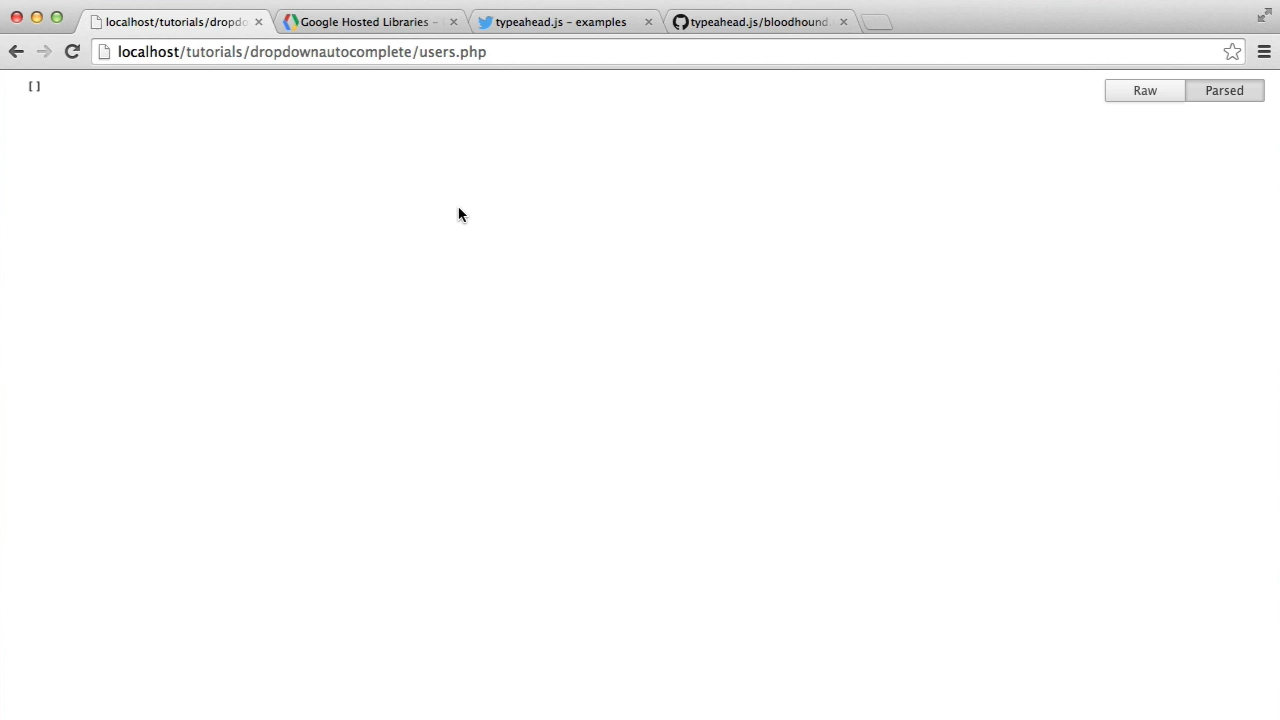 localhost/tutorials/dropdo
Google Hosted Libraries -
typeahead.js - examples
typeahead.js/bloodhound.
localhost/tutorials/dropdownautocomplete/users.php
[]
Raw
Parsed